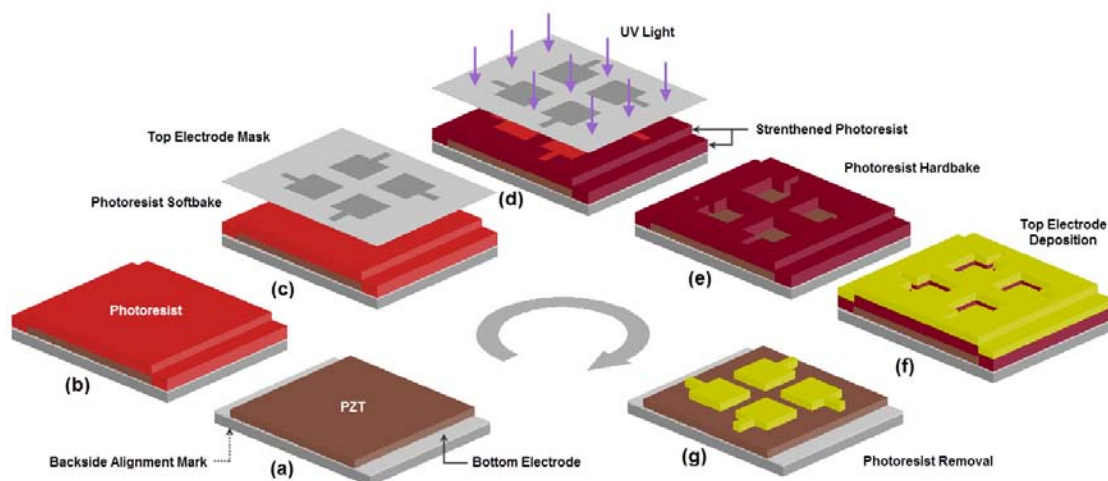 UV Light
Top Electrode Mask
Strenthened Photoresist
Photoresist Hardbake
Photoresist Softbake
(d)
Top Electrode
Deposition
(c)
(e)
Photoresist
(b)
(f)
PZT
Backside Alignment Mark
(a)
Bottom Electrode
(g)
Photoresist Removal